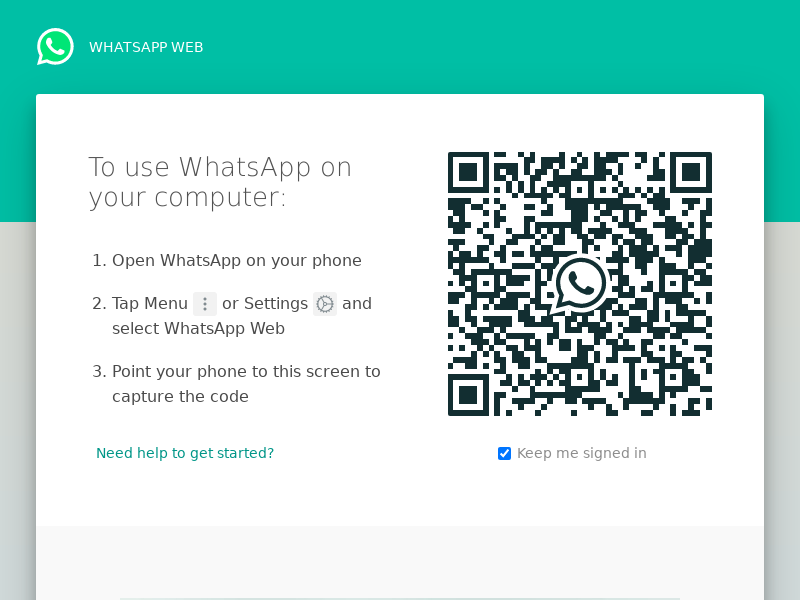 WHATSAPP WEB
To use WhatsApp on
your computer:
1. Open WhatsApp on your phone
2. Tap Menu or Settings and
select WhatsApp Web
3. Point your phone to this screen to
capture the code
Need help to get started?
Keep me signed in